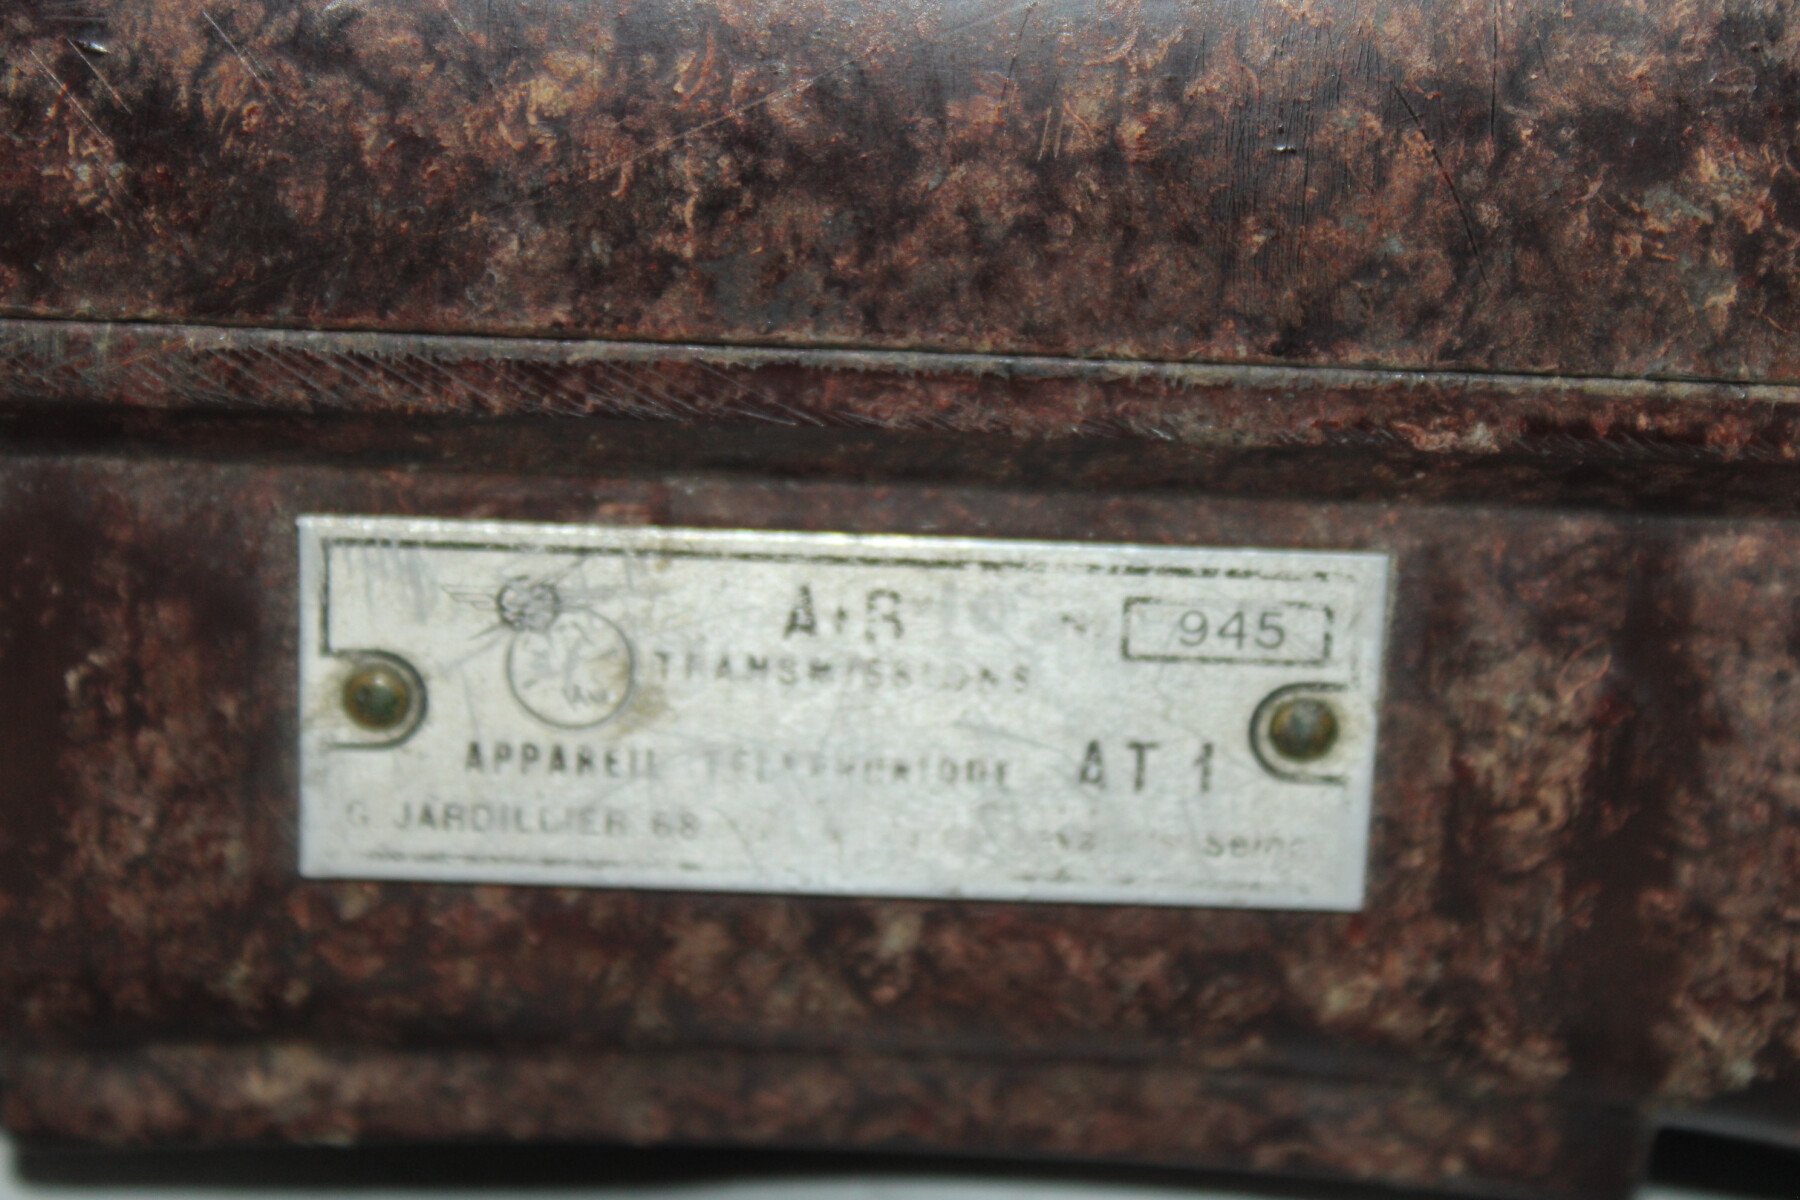 A+B
N° 945
TRANSMISSIONS
APPAREIL TELEPHONIQUE AT 1
G. JARDILLIER 68 Seine